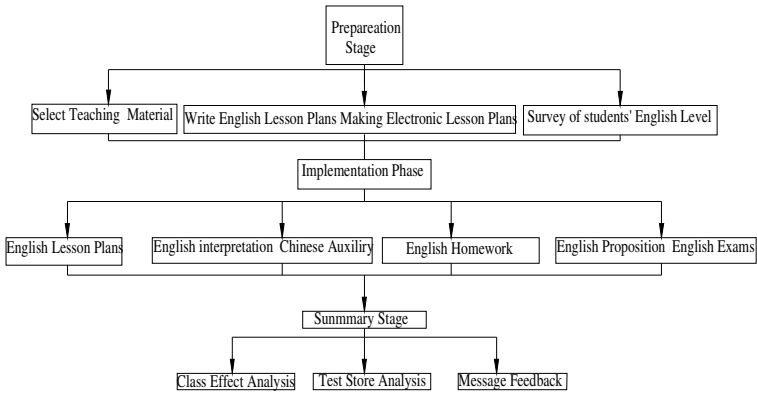 Prepareation
Stage
Select Teaching Material
Write English Lesson Plans Making Electronic Lesson Plans
Survey of students' English Level
Implementation Phase
English Lesson Plans
English interpretation Chinese Auxiliry
English Homework
English Proposition English Exams
Sunmmary Stage
Class Effect Analysis
Test Store Analysis
Message Feedback